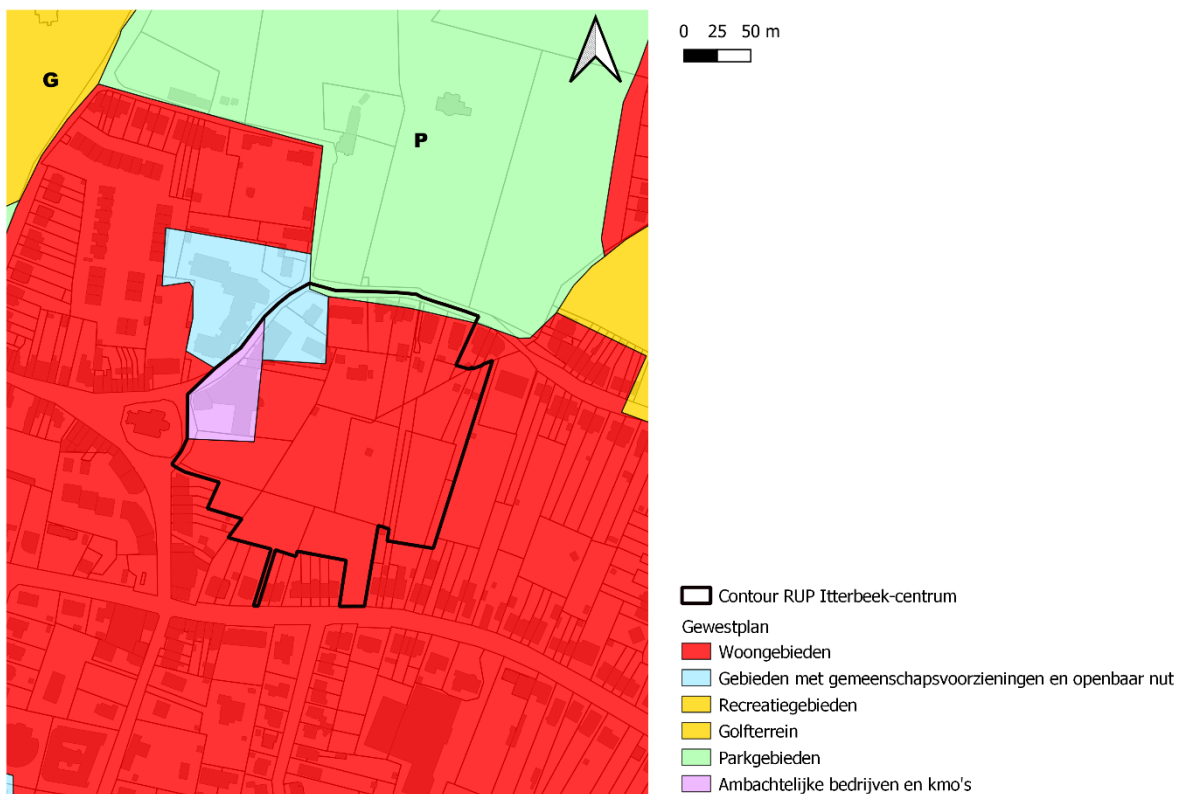 0 25 50 m
G
P
Contour RUP Itterbeek-centrum
Gewestplan
Woongebieden
Gebieden met gemeenschapsvoorzieningen en openbaar nut
Recreatiegebieden
Golfterrein
Parkgebieden
Ambachtelijke bedrijven en kmo's